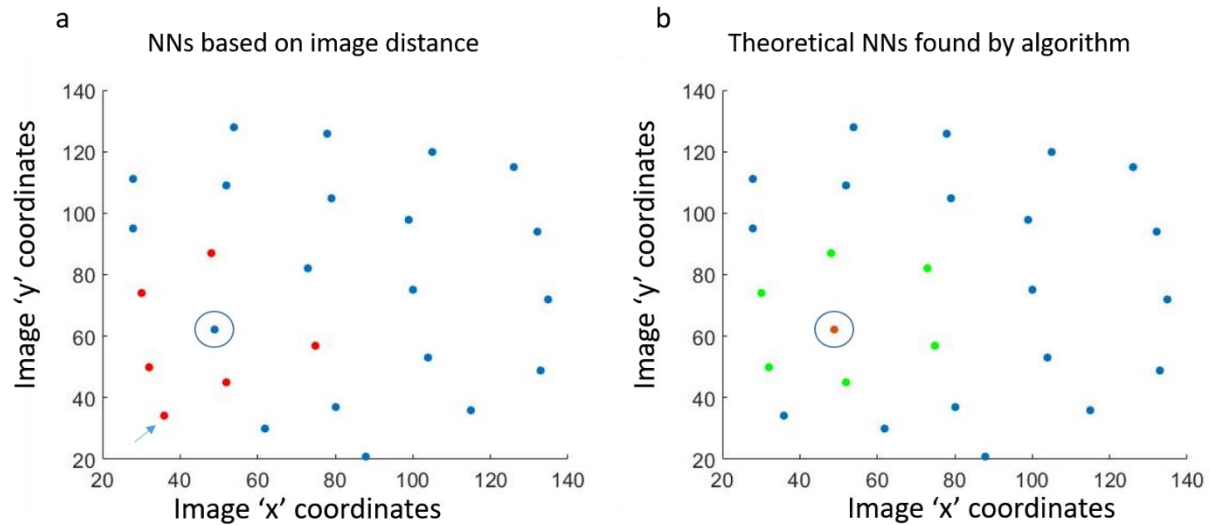 a
NNs based on image distance
Image 'y' coordinates
140
120
100
80
60
40
20
20 40 60 80 100 120 140
Image 'x' coordinates
b
Theoretical NNs found by algorithm
Image 'y' coordinates
140
120
100
80
60
40
20
20 40 60 80 100 120 140
Image 'x' coordinates